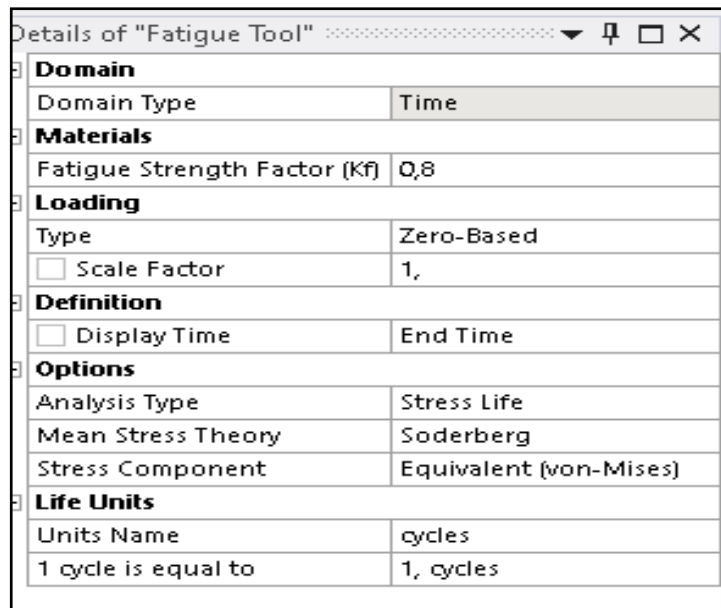 Details of "Fatigue Tool"
Domain
Domain Type Time
Materials
Fatigue Strength Factor (Kf) 0,8
Loading
Type Zero-Based
Scale Factor 1,
Definition
Display Time End Time
Options
Analysis Type Stress Life
Mean Stress Theory Soderberg
Stress Component Equivalent (von-Mises)
Life Units
Units Name cycles
1 cycle is equal to 1, cycles